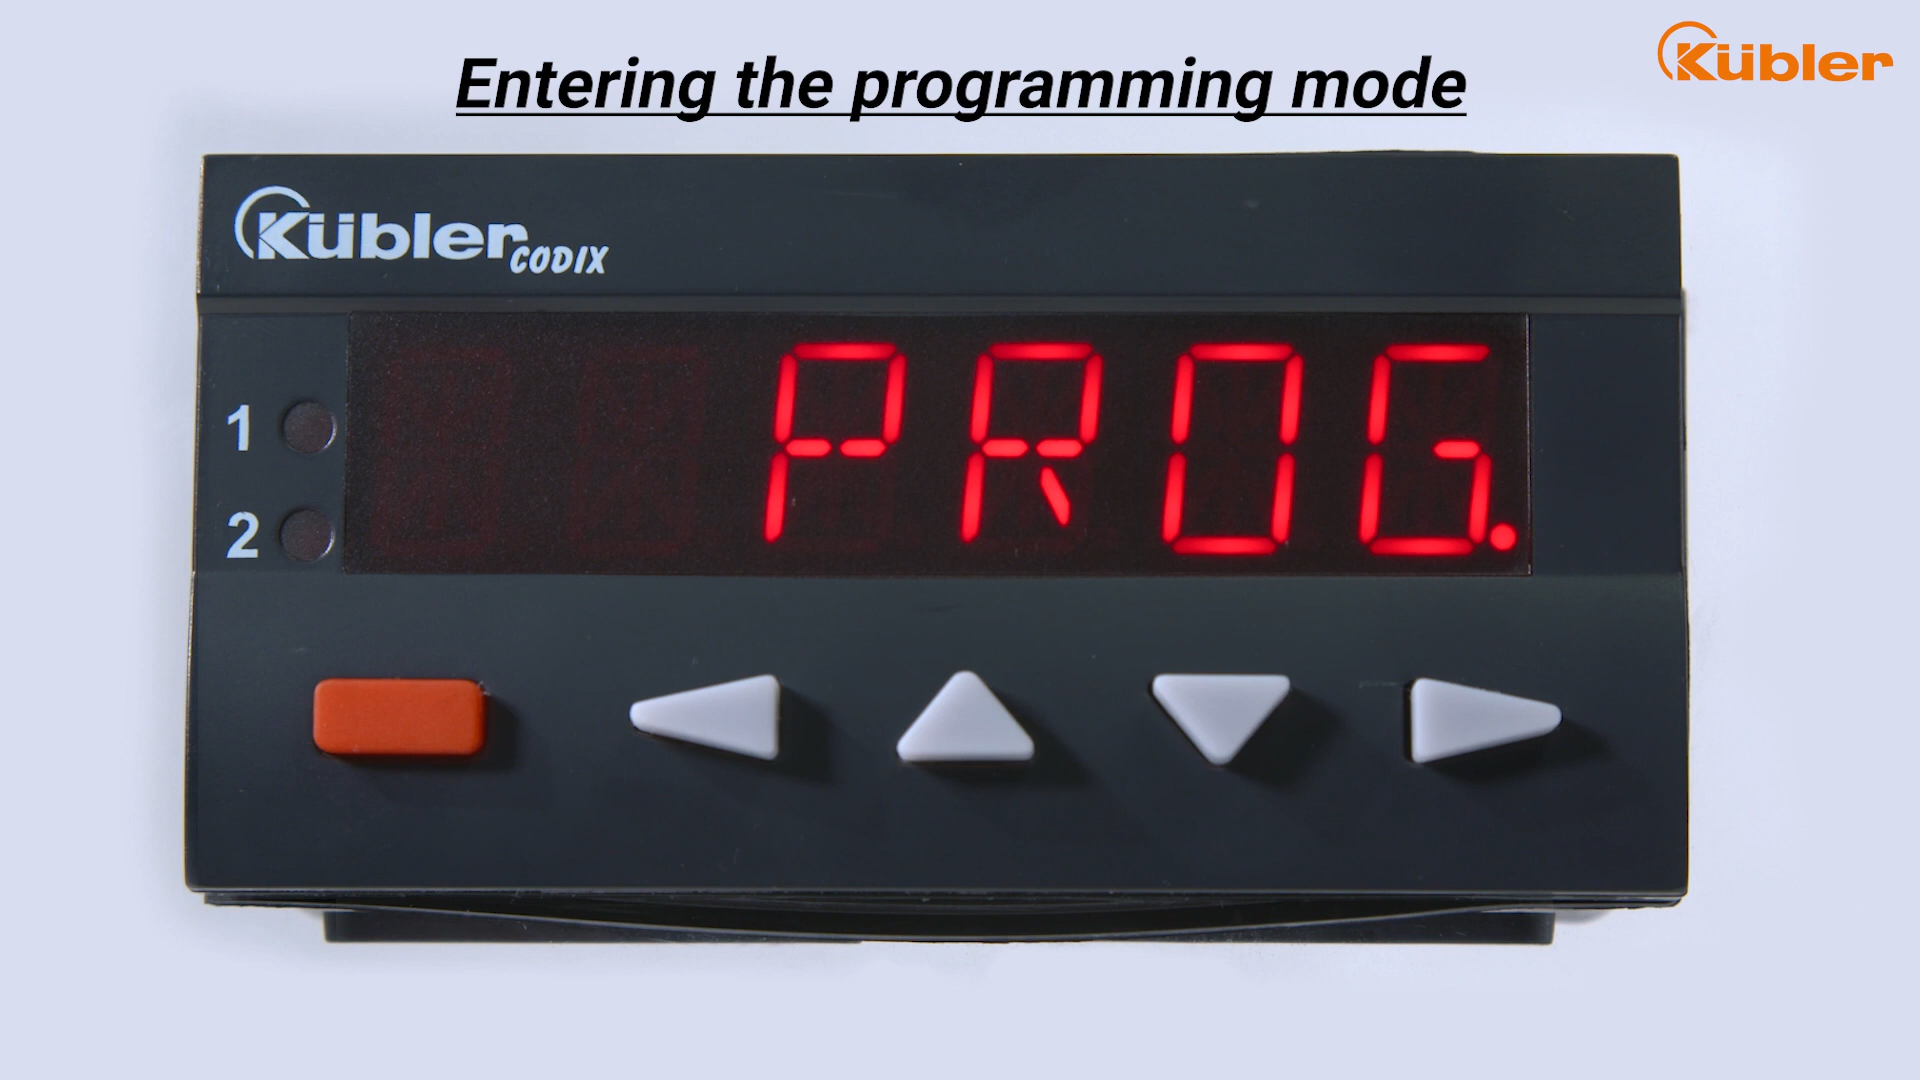 Entering the programming mode
Kübler
Kübler CODIX
PROG.
1
2